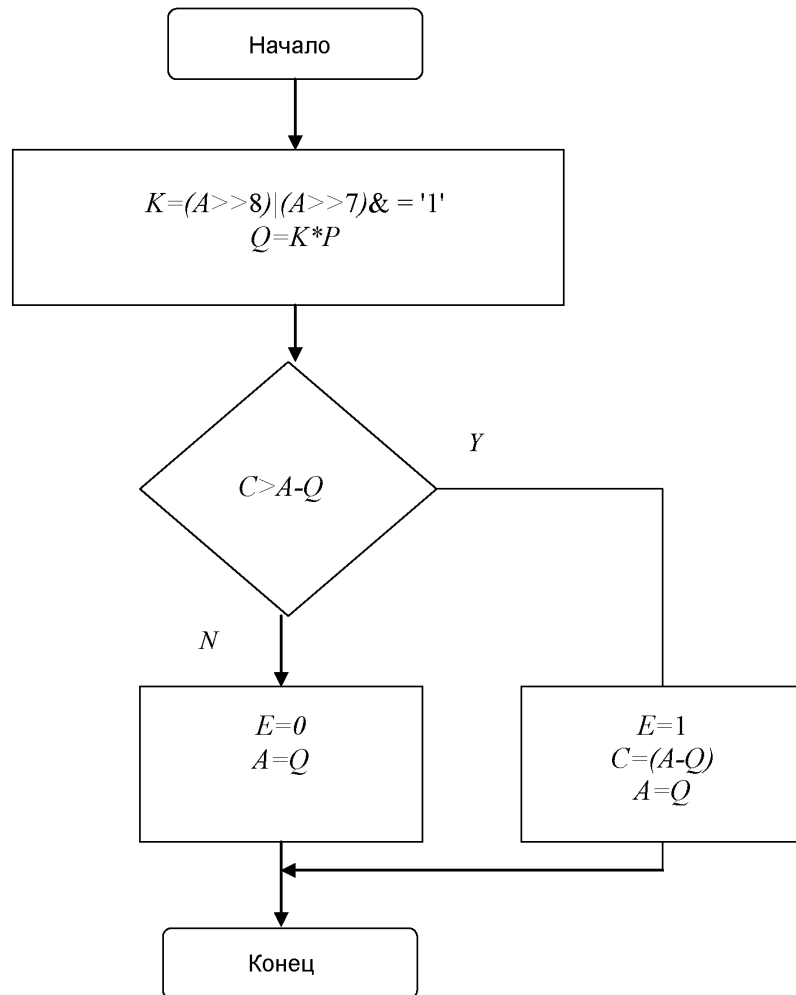 Начало
K=(A>>8)|(A>>7)& = '1'
Q=K*P
Y
C>A-Q
N
E=0
A=Q
E=1
C=(A-Q)
A=Q
Конец